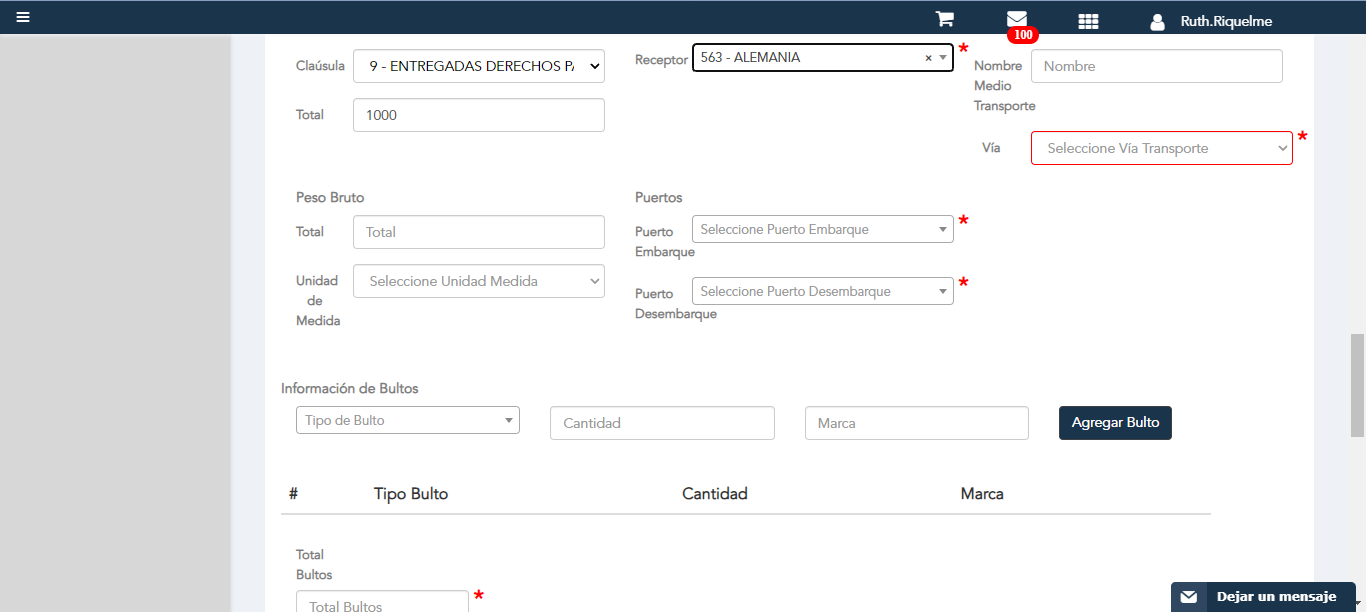 100
Ruth.Riquelme
Claúsula
9 - ENTREGADAS DERECHOS PA
Receptor
563 - ALEMANIA
×
*
Nombre
Medio
Transporte
Nombre
Total
1000
Vía
Seleccione Vía Transporte
*
Peso Bruto
Puertos
Total
Total
Puerto
Embarque
Seleccione Puerto Embarque
*
Unidad
de
Medida
Seleccione Unidad Medida
Puerto
Desembarque
Seleccione Puerto Desembarque
*
Información de Bultos
Tipo de Bulto
Cantidad
Marca
Agregar Bulto
# Tipo Bulto Cantidad Marca
Total
Bultos
Total Bultos
*
Dejar un mensaje